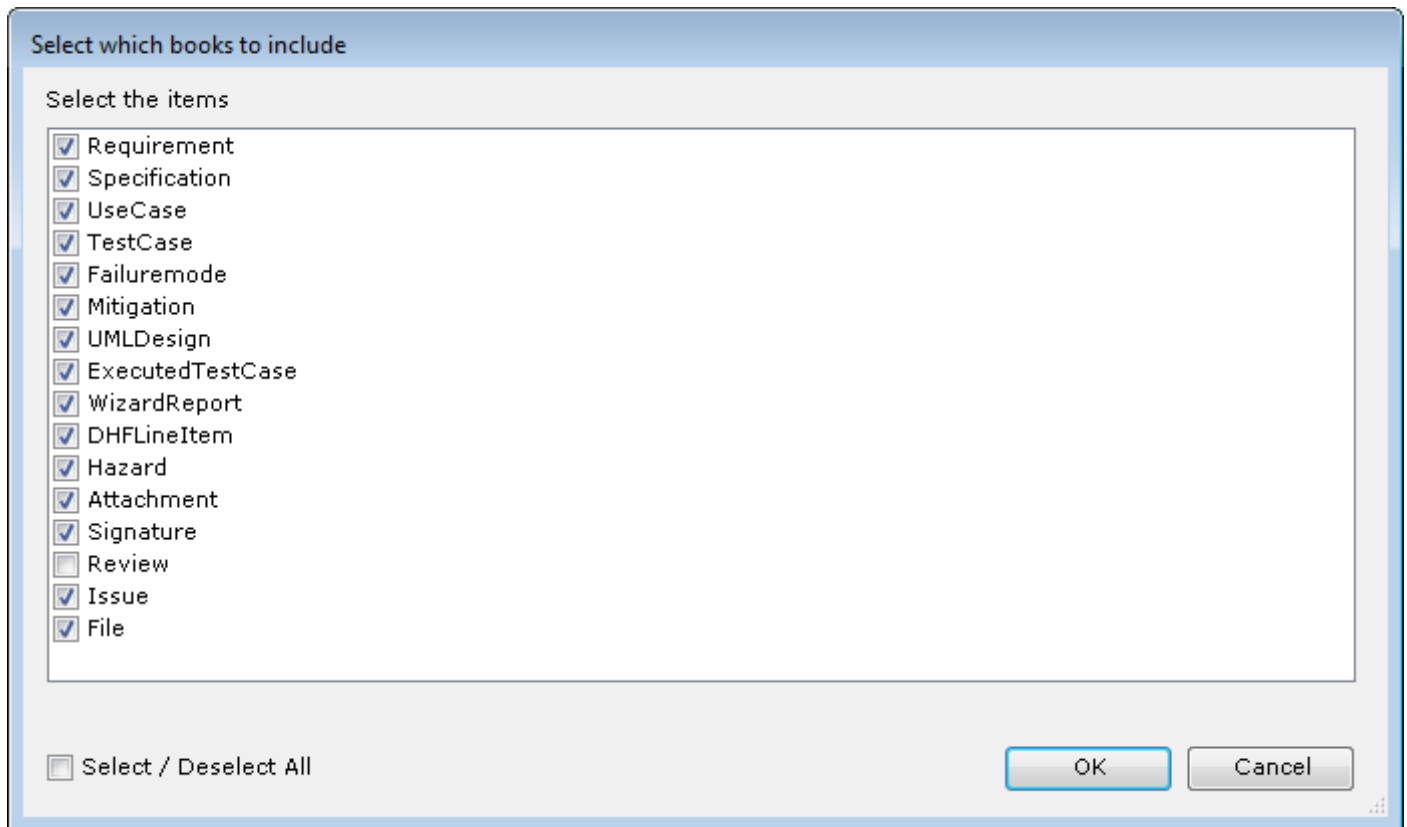 Select which books to include
Select the items
Requirement
Specification
UseCase
TestCase
Failuremode
Mitigation
UMLDesign
ExecutedTestCase
WizardReport
DHFLineItem
Hazard
Attachment
Signature
Review
Issue
File
Select / Deselect All
OK
Cancel